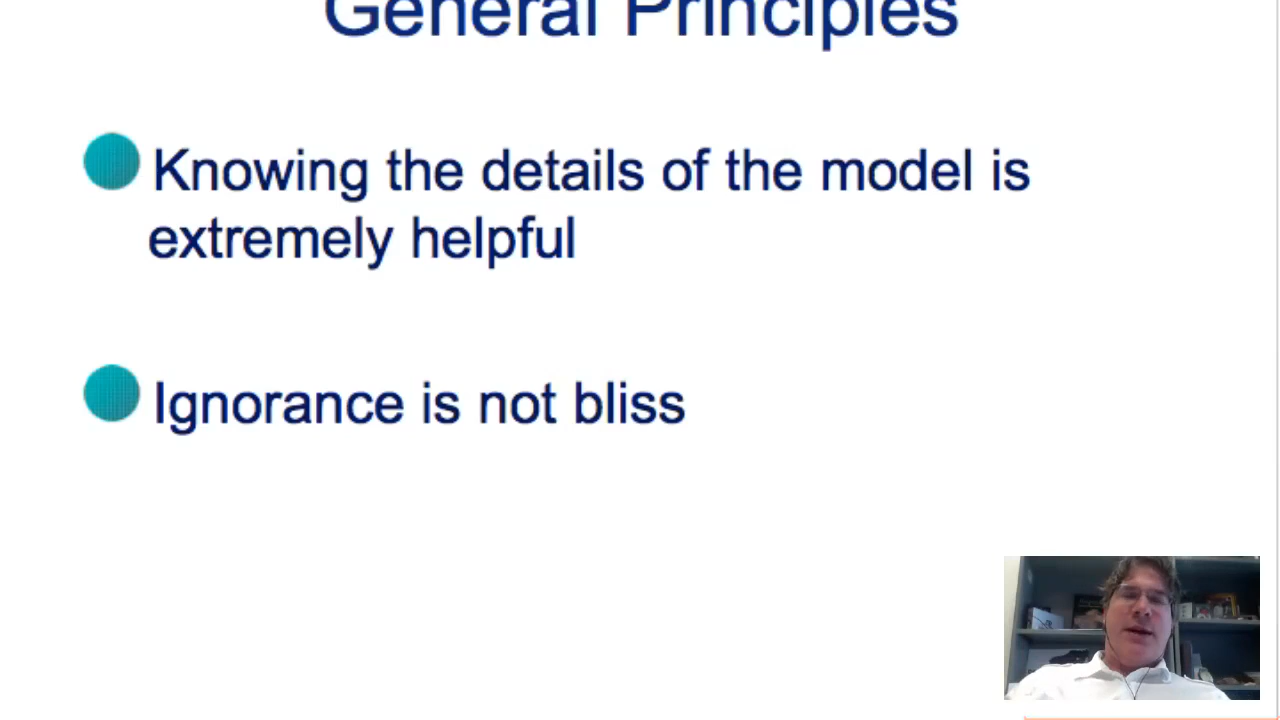 General Principles
Knowing the details of the model is
extremely helpful
Ignorance is not bliss